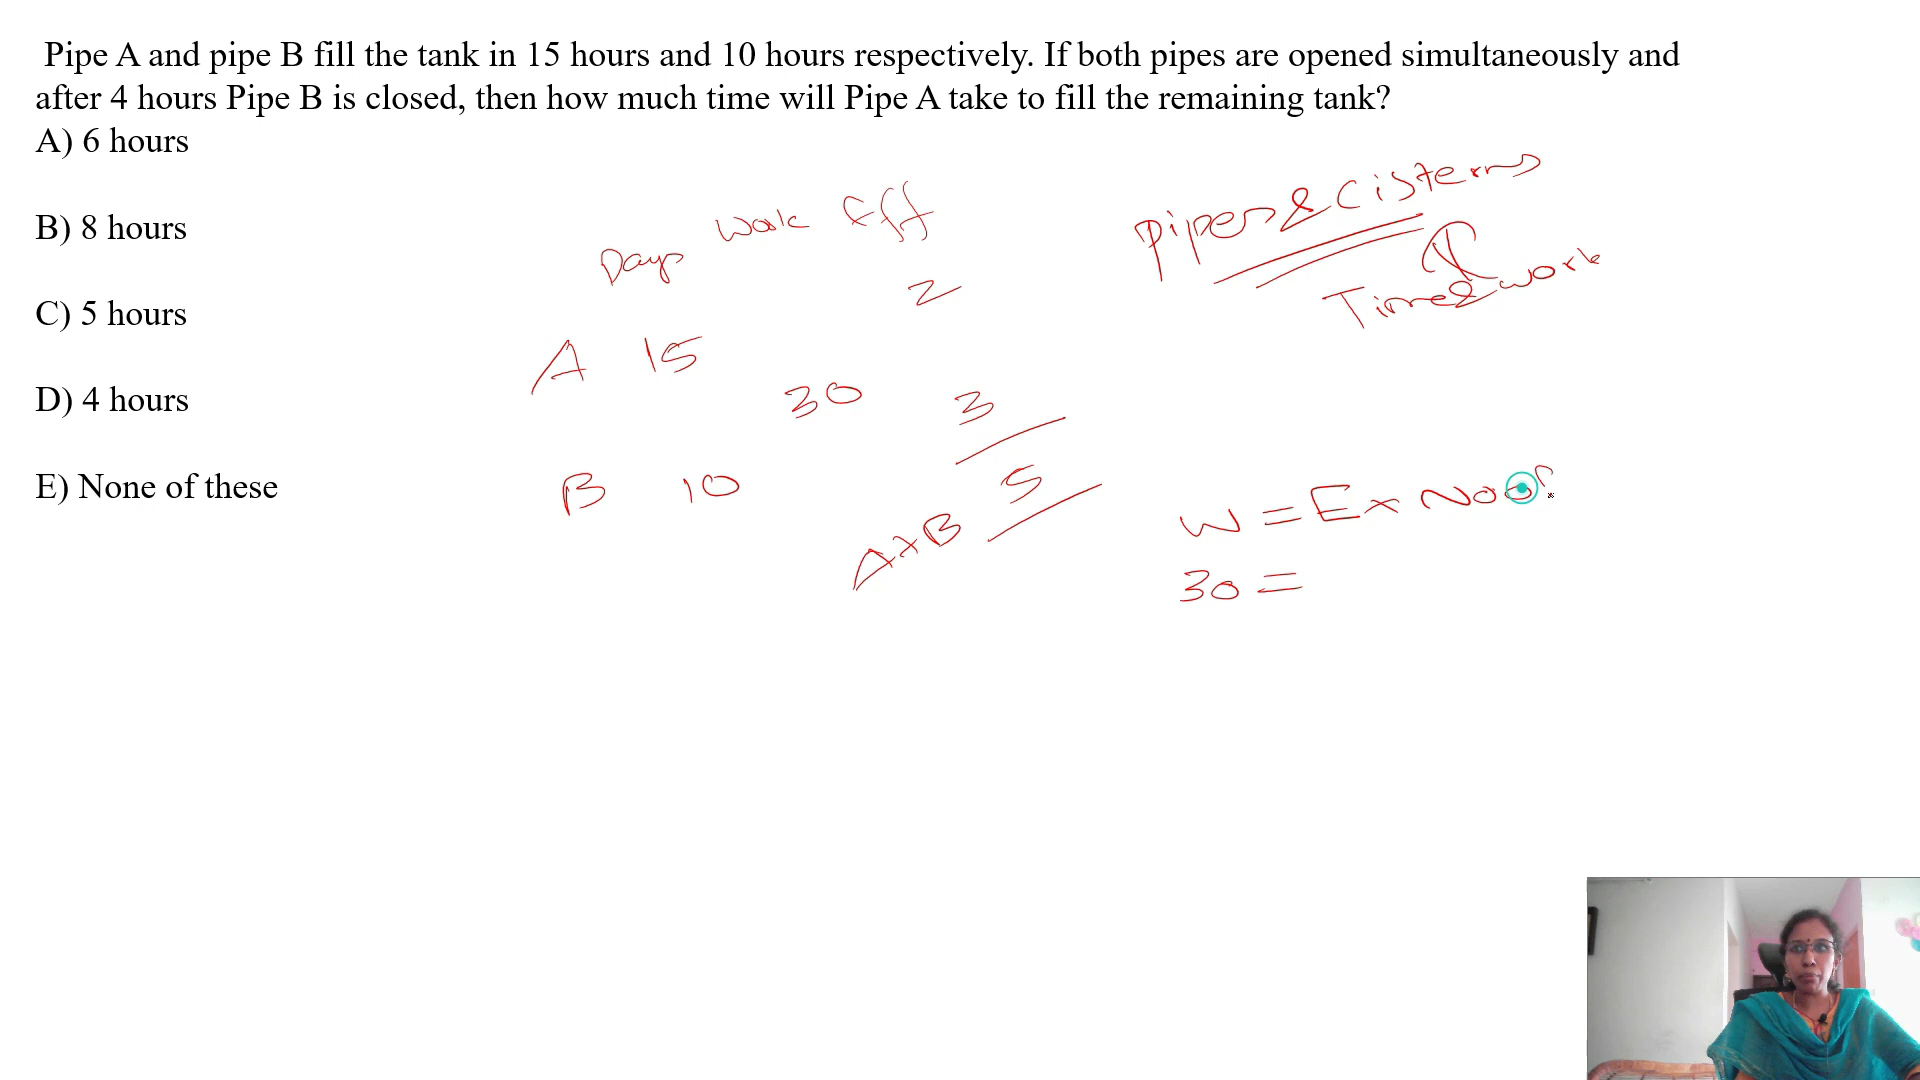 Pipe A and pipe B fill the tank in 15 hours and 10 hours respectively. If both pipes are opened simultaneously and
after 4 hours Pipe B is closed, then how much time will Pipe A take to fill the remaining tank?
A) 6 hours
B) 8 hours
C) 5 hours
D) 4 hours
E) None of these
Pipes & Cisterns
Time & work
Days Work Eff
A 15 2
30
B 10 3
A+B 5
W = E x No of
30 =